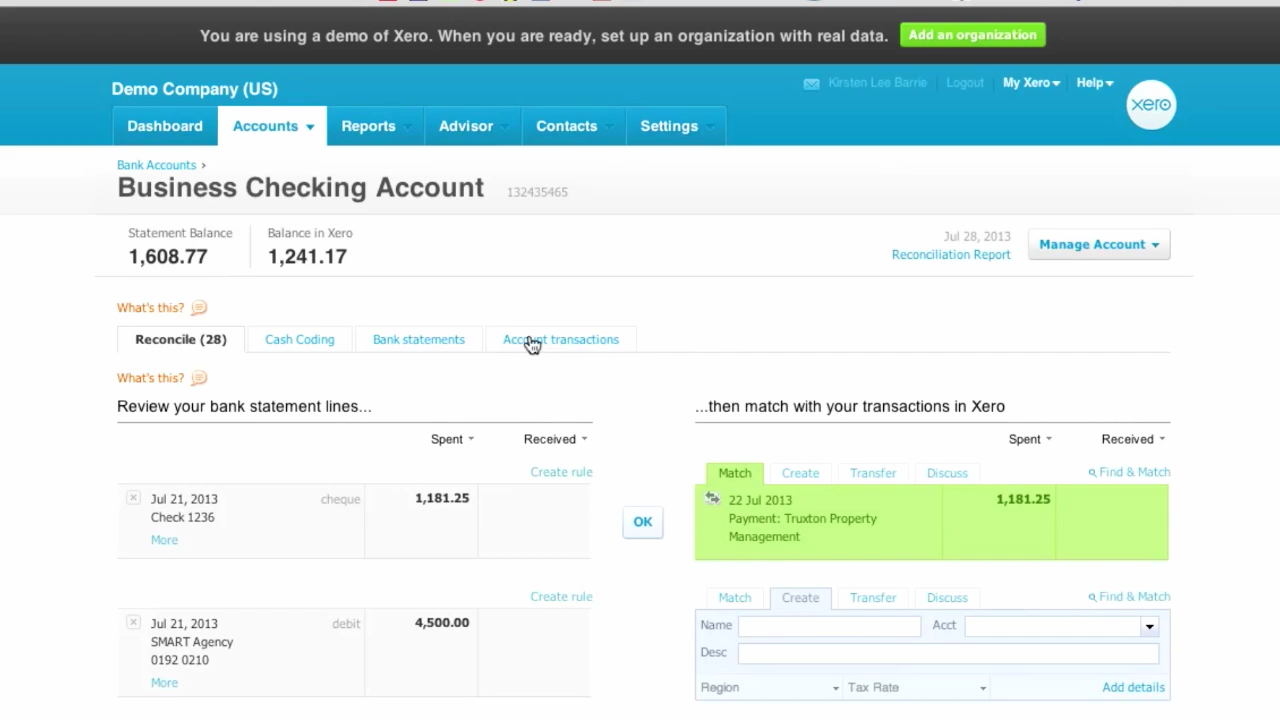 You are using a demo of Xero. When you are ready, set up an organization with real data. Add an organization
Demo Company (US)
Kirsten Lee Barrie Logout My Xero Help
xero
Dashboard Accounts Reports Advisor Contacts Settings
Bank Accounts ›
Business Checking Account 132435465
Statement Balance Balance in Xero
1,608.77 1,241.17
Jul 28, 2013
Reconciliation Report
Manage Account
What's this?
Reconcile (28) Cash Coding Bank statements Account transactions
What's this?
Review your bank statement lines... ...then match with your transactions in Xero
Spent Received Spent Received
Create rule Match Create Transfer Discuss Find & Match
Jul 21, 2013 cheque 1,181.25
Check 1236
More
OK
22 Jul 2013 1,181.25
Payment: Truxton Property
Management
Create rule Match Create Transfer Discuss Find & Match
Jul 21, 2013 debit 4,500.00
SMART Agency
0192 0210
More
Name Acct
Desc
Region Tax Rate Add details